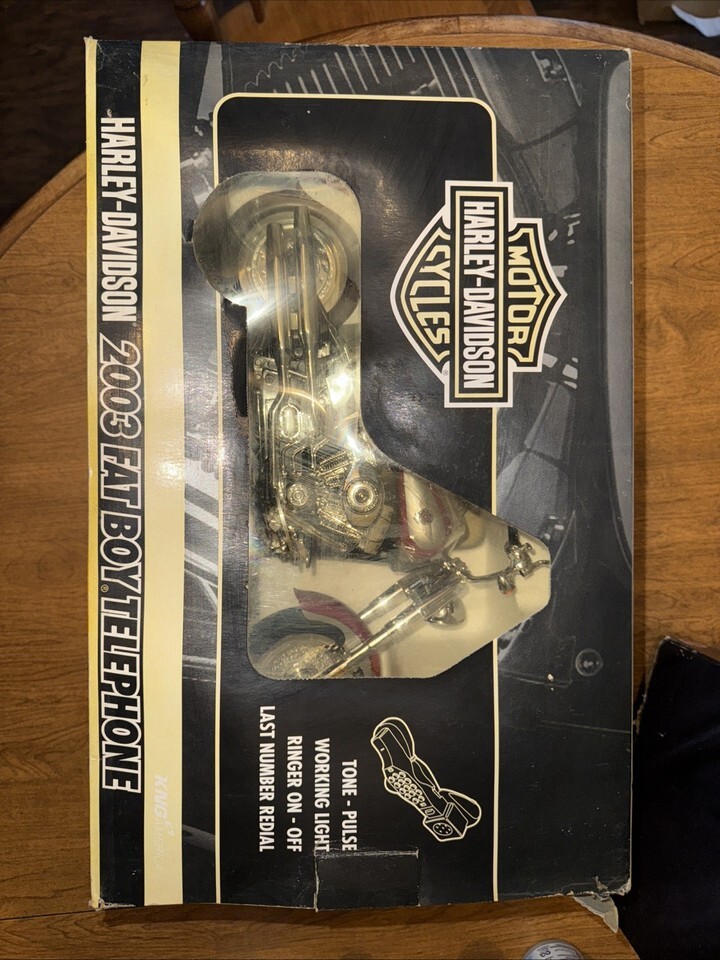 MOTOR
HARLEY-DAVIDSON
CYCLES
TONE - PULSE
WORKING LIGHT
RINGER ON - OFF
LAST NUMBER REDIAL
HARLEY-DAVIDSON 2003 FAT BOY® TELEPHONE
KNG